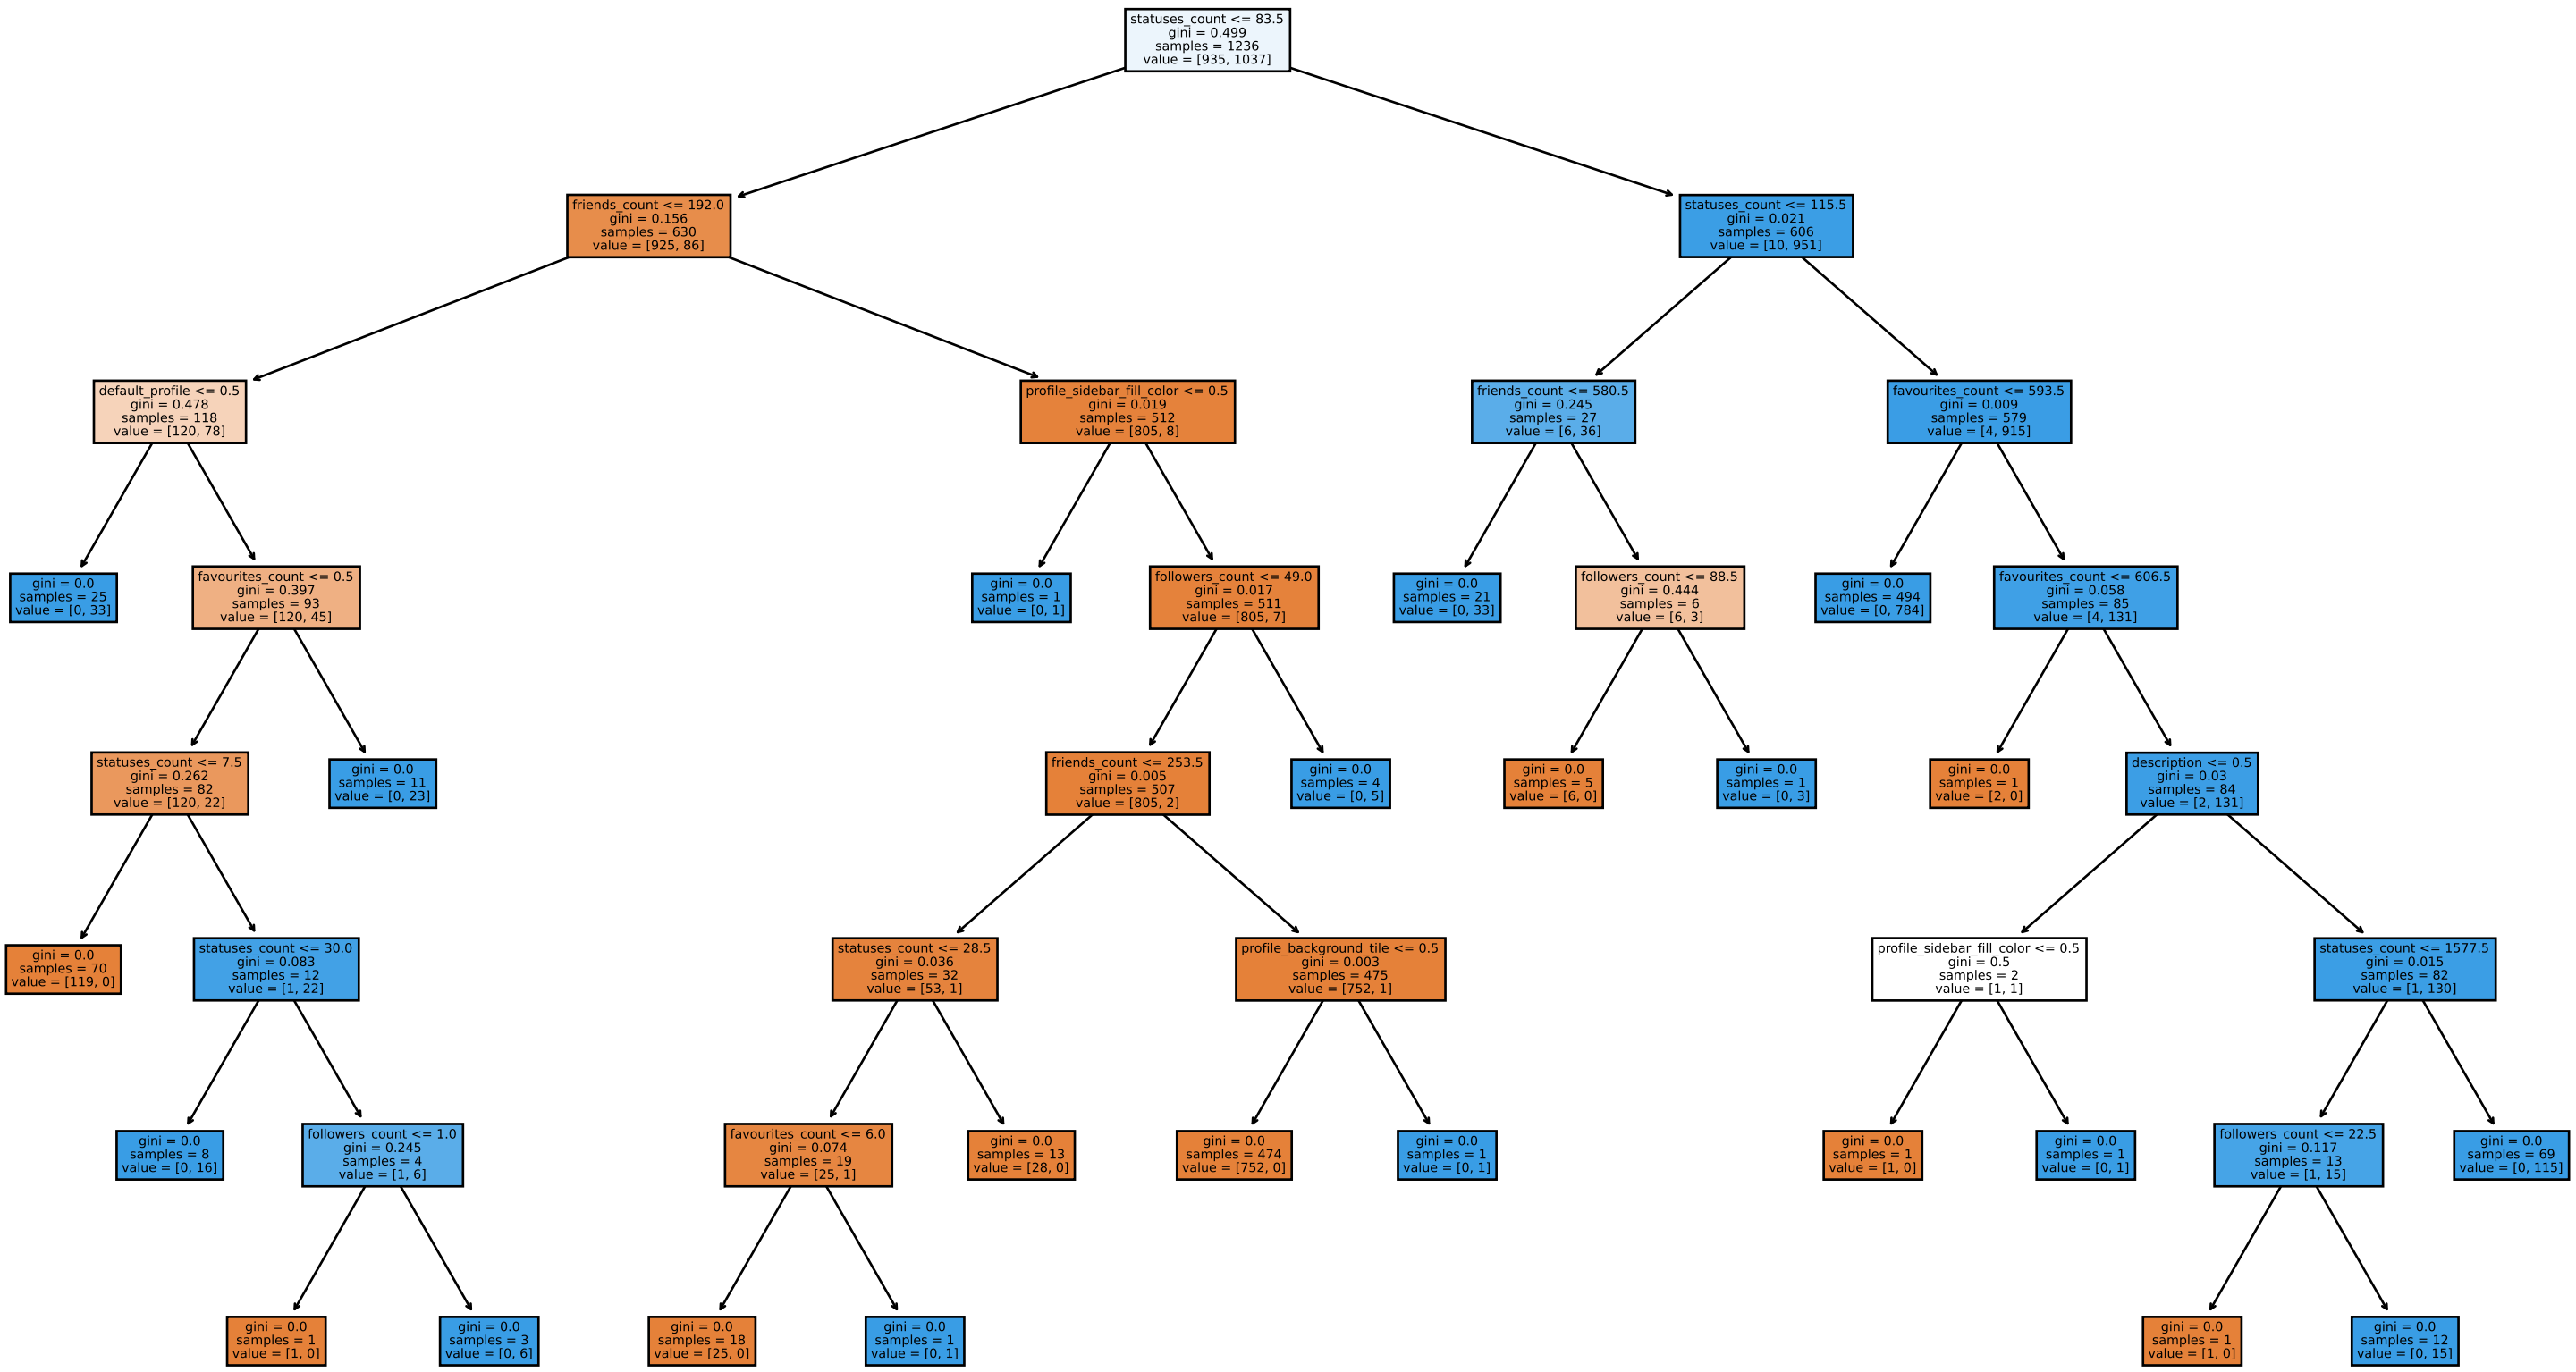 statuses_count <= 83.5
gini = 0.499
samples = 1236
value = [935, 1037]
friends_count <= 192.0
gini = 0.156
samples = 630
value = [925, 86]
statuses_count <= 115.5
gini = 0.021
samples = 606
value = [10, 951]
default_profile <= 0.5
gini = 0.478
samples = 118
value = [120, 78]
profile_sidebar_fill_color <= 0.5
gini = 0.019
samples = 512
value = [805, 8]
friends_count <= 580.5
gini = 0.245
samples = 27
value = [6, 36]
favourites_count <= 593.5
gini = 0.009
samples = 579
value = [4, 915]
gini = 0.0
samples = 25
value = [0, 33]
favourites_count <= 0.5
gini = 0.397
samples = 93
value = [120, 45]
gini = 0.0
samples = 1
value = [0, 1]
followers_count <= 49.0
gini = 0.017
samples = 511
value = [805, 7]
gini = 0.0
samples = 21
value = [0, 33]
followers_count <= 88.5
gini = 0.444
samples = 6
value = [6, 3]
gini = 0.0
samples = 494
value = [0, 784]
favourites_count <= 606.5
gini = 0.058
samples = 85
value = [4, 131]
statuses_count <= 7.5
gini = 0.262
samples = 82
value = [120, 22]
gini = 0.0
samples = 11
value = [0, 23]
friends_count <= 253.5
gini = 0.005
samples = 507
value = [805, 2]
gini = 0.0
samples = 4
value = [0, 5]
gini = 0.0
samples = 5
value = [6, 0]
gini = 0.0
samples = 1
value = [0, 3]
gini = 0.0
samples = 1
value = [2, 0]
description <= 0.5
gini = 0.03
samples = 84
value = [2, 131]
gini = 0.0
samples = 70
value = [119, 0]
statuses_count <= 30.0
gini = 0.083
samples = 12
value = [1, 22]
statuses_count <= 28.5
gini = 0.036
samples = 32
value = [53, 1]
profile_background_tile <= 0.5
gini = 0.003
samples = 475
value = [752, 1]
profile_sidebar_fill_color <= 0.5
gini = 0.5
samples = 2
value = [1, 1]
statuses_count <= 1577.5
gini = 0.015
samples = 82
value = [1, 130]
gini = 0.0
samples = 8
value = [0, 16]
followers_count <= 1.0
gini = 0.245
samples = 4
value = [1, 6]
favourites_count <= 6.0
gini = 0.074
samples = 19
value = [25, 1]
gini = 0.0
samples = 13
value = [28, 0]
gini = 0.0
samples = 474
value = [752, 0]
gini = 0.0
samples = 1
value = [0, 1]
gini = 0.0
samples = 1
value = [1, 0]
gini = 0.0
samples = 1
value = [0, 1]
followers_count <= 22.5
gini = 0.117
samples = 13
value = [1, 15]
gini = 0.0
samples = 69
value = [0, 115]
gini = 0.0
samples = 1
value = [1, 0]
gini = 0.0
samples = 3
value = [0, 6]
gini = 0.0
samples = 18
value = [25, 0]
gini = 0.0
samples = 1
value = [0, 1]
gini = 0.0
samples = 1
value = [1, 0]
gini = 0.0
samples = 12
value = [0, 15]